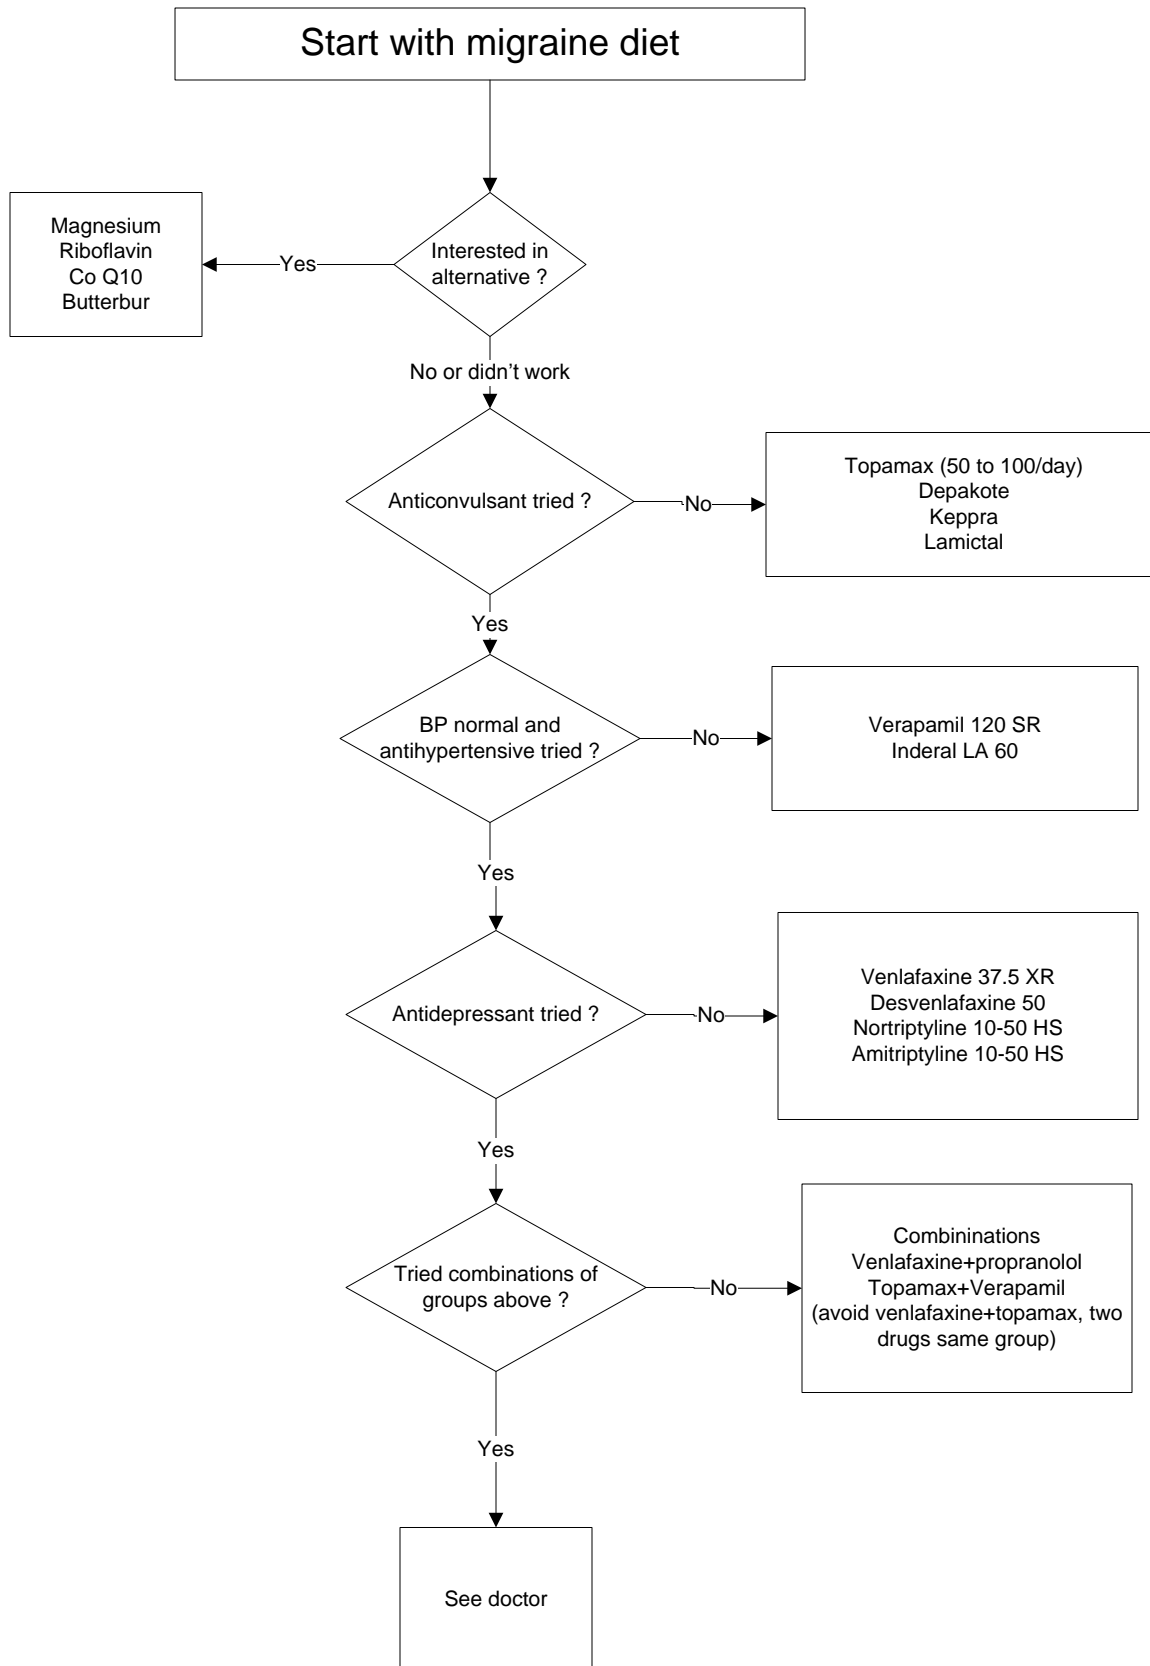 Start with migraine diet
Magnesium
Riboflavin
Co Q10
Butterbur
Yes
Interested in
alternative ?
No or didn't work
Anticonvulsant tried ?
No
Topamax (50 to 100/day)
Depakote
Keppra
Lamictal
Yes
BP normal and
antihypertensive tried ?
No
Verapamil 120 SR
Inderal LA 60
Yes
Antidepressant tried ?
No
Venlafaxine 37.5 XR
Desvenlafaxine 50
Nortriptyline 10-50 HS
Amitriptyline 10-50 HS
Yes
Tried combinations of
groups above ?
No
Combininations
Venlafaxine+propranolol
Topamax+Verapamil
(avoid venlafaxine+topamax, two
drugs same group)
Yes
See doctor